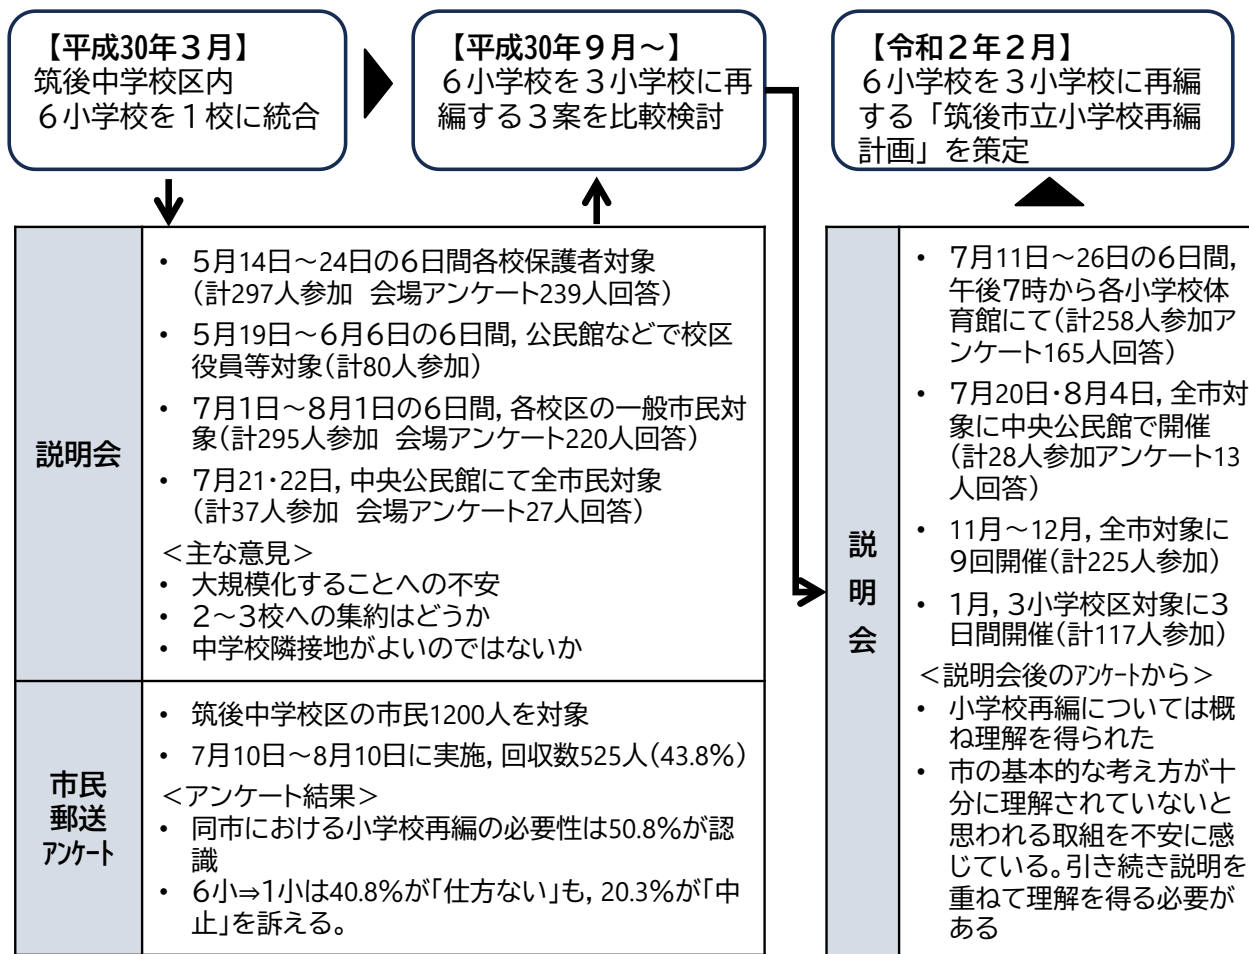 【平成30年３月】
筑後中学校区内
６小学校を１校に統合
【平成30年９月～】
６小学校を３小学校に再
編する３案を比較検討
【令和２年２月】
６小学校を３小学校に再編
する「筑後市立小学校再編
計画」を策定
説明会
• ５月14日～24日の６日間各校保護者対象
（計297人参加　会場アンケート239人回答）
• ５月19日～６月６日の６日間，公民館などで校区
役員等対象（計80人参加）
• ７月１日～８月１日の６日間，各校区の一般市民対
象（計295人参加　会場アンケート220人回答）
• ７月21・22日，中央公民館にて全市民対象
（計37人参加　会場アンケート27人回答）
＜主な意見＞
• 大規模化することへの不安
• ２～３校への集約はどうか
• 中学校隣接地がよいのではないか
市民
郵送
アンケート
• 筑後中学校区の市民1200人を対象
• ７月10日～８月10日に実施，回収数525人（43.8％）
＜アンケート結果＞
• 同市における小学校再編の必要性は50.8％が認
識
• ６小⇒１小は40.8％が「仕方ない」も，20.3％が「中
止」を訴える。
説
明
会
• ７月11日～26日の６日間，
午後７時から各小学校体
育館にて（計258人参加ア
ンケート165人回答）
• ７月20日・８月４日，全市対
象に中央公民館で開催
（計28人参加アンケート13
人回答）
• 11月～12月，全市対象に
９回開催（計225人参加）
• １月，３小学校区対象に３
日間開催（計117人参加）
＜説明会後のアンケートから＞
• 小学校再編については概
ね理解を得られた
• 市の基本的な考え方が十
分に理解されていないと
思われる取組を不安に感
じている。引き続き説明を
重ねて理解を得る必要が
ある